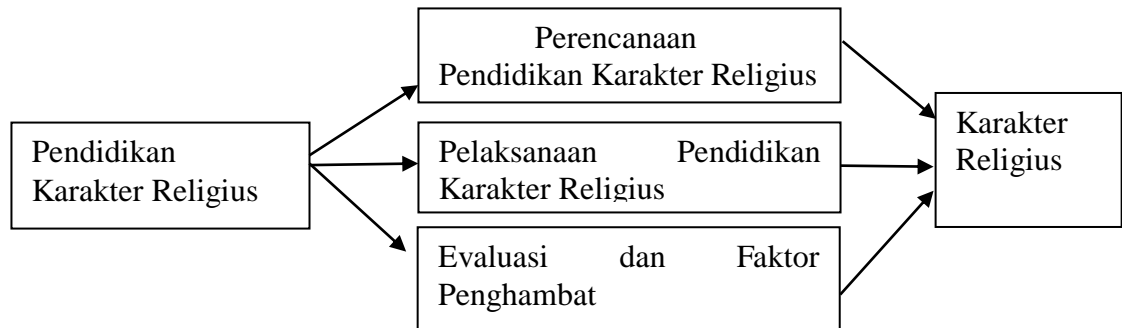 Pendidikan
Karakter Religius
Perencanaan
Pendidikan Karakter Religius
Pelaksanaan Pendidikan
Karakter Religius
Evaluasi dan Faktor
Penghambat
Karakter
Religius